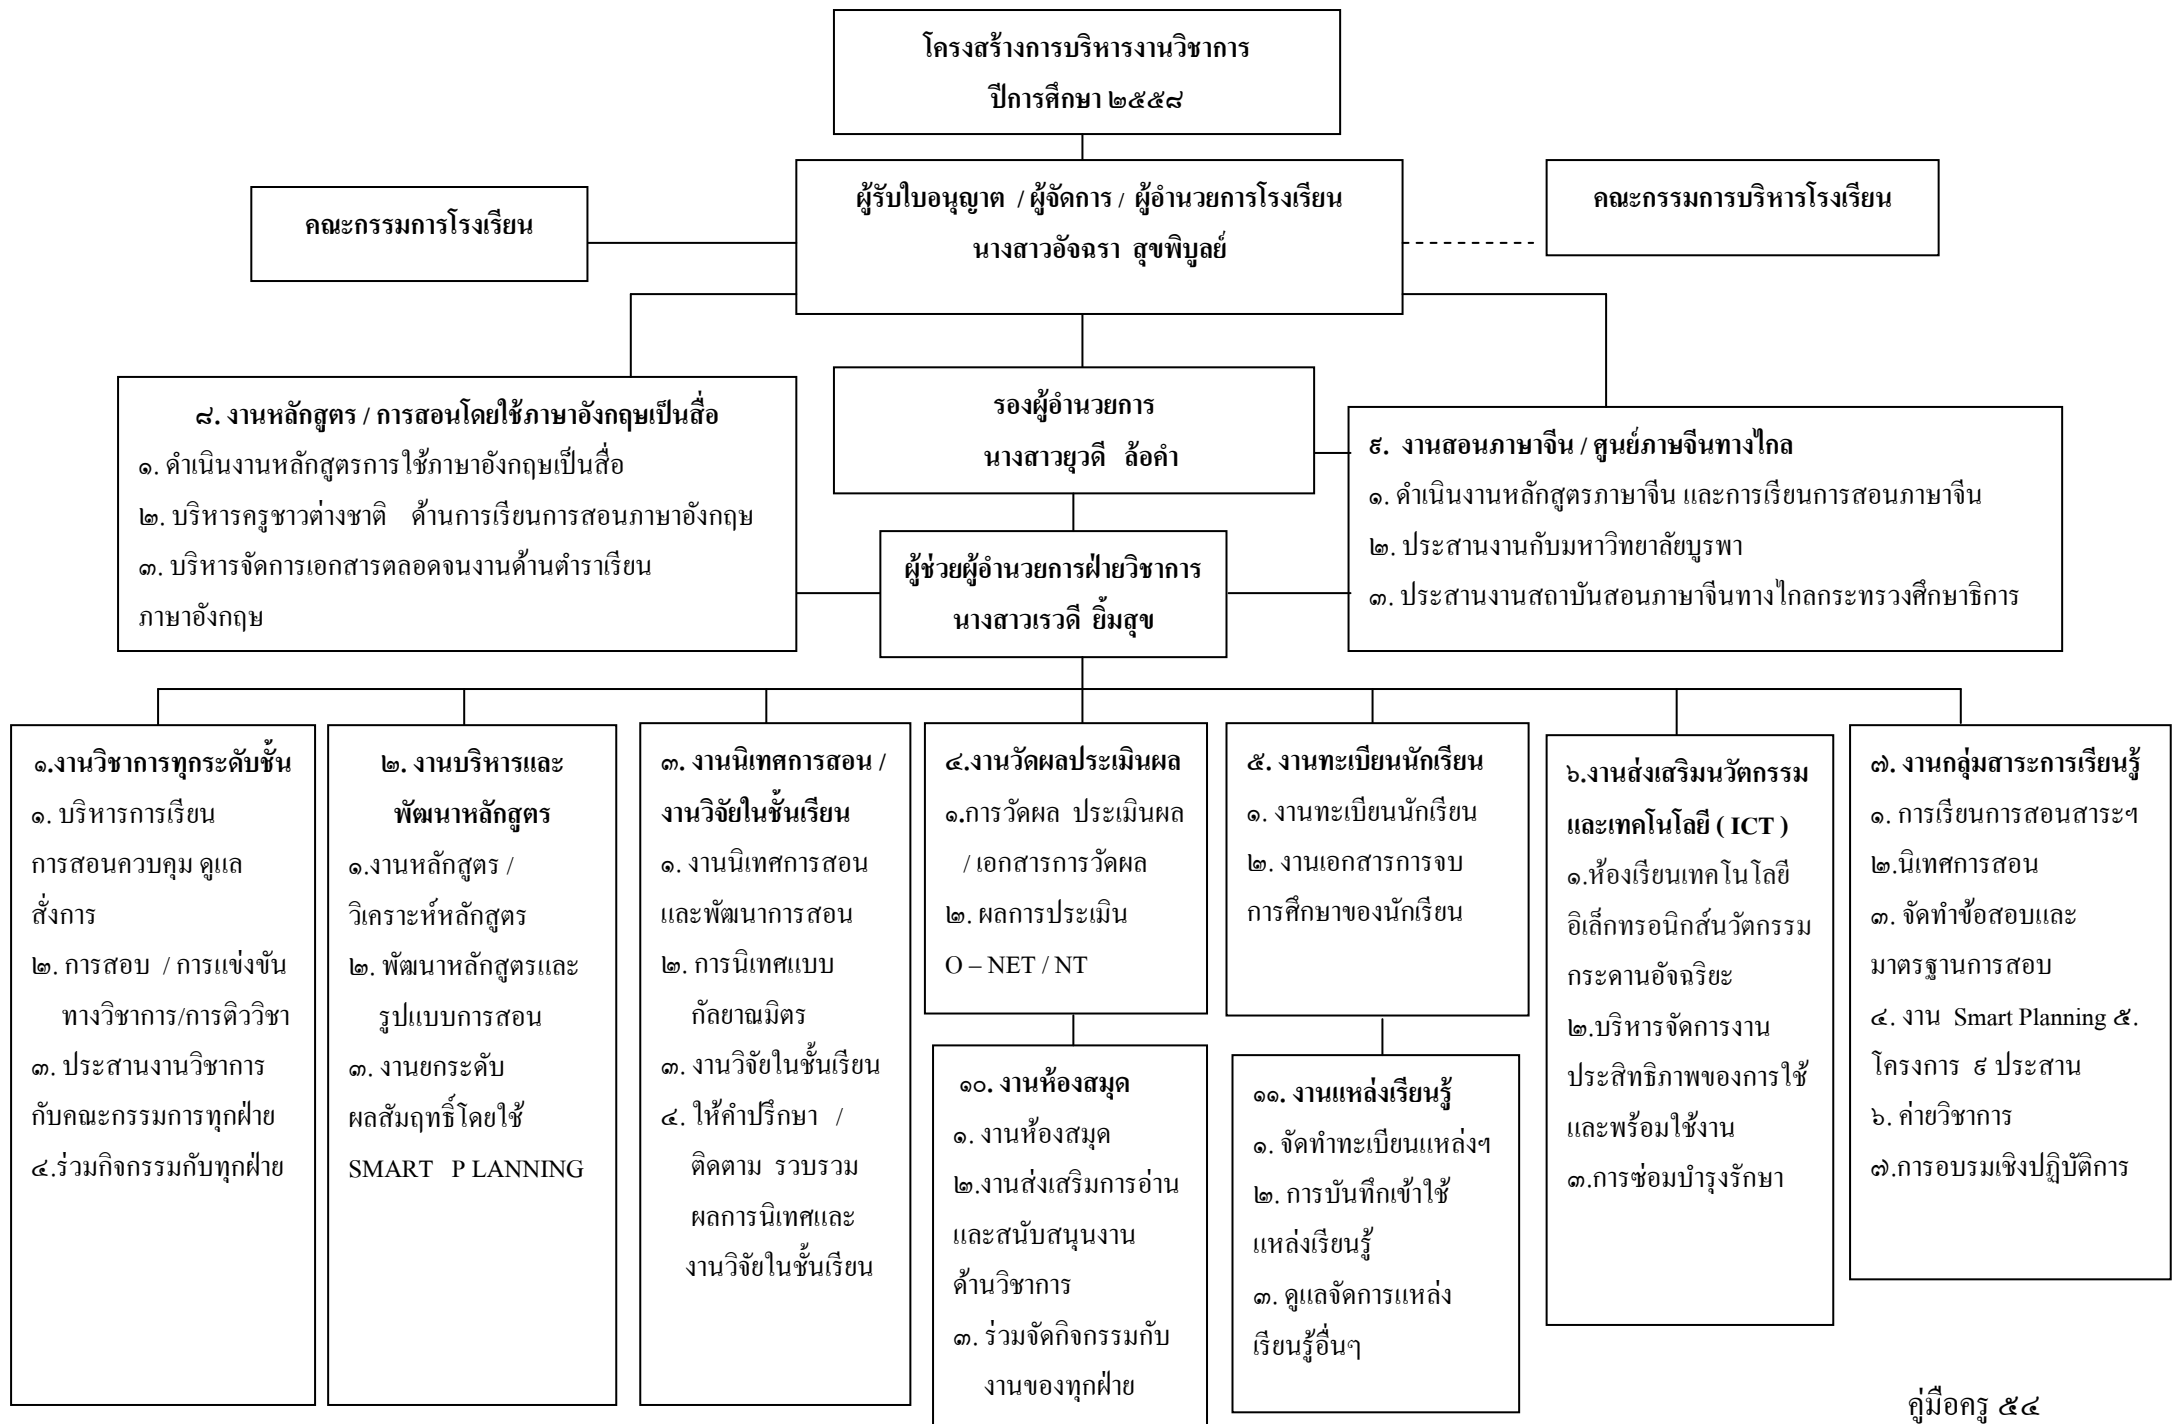 โครงสร้างการบริหารงานวิชาการ
ปีการศึกษา ๒๕๕๘
คณะกรรมการโรงเรียน
ผู้รับใบอนุญาต / ผู้จัดการ / ผู้อำนวยการโรงเรียน
นางสาวอัจฉรา สุขพิบูลย์
คณะกรรมการบริหารโรงเรียน
๘. งานหลักสูตร / การสอนโดยใช้ภาษาอังกฤษเป็นสื่อ
๑. ดำเนินงานหลักสูตรการใช้ภาษาอังกฤษเป็นสื่อ
๒. บริหารครูชาวต่างชาติ ด้านการเรียนการสอนภาษาอังกฤษ
๓. บริหารจัดการเอกสารตลอดจนงานด้านตำราเรียน
ภาษาอังกฤษ
รองผู้อำนวยการ
นางสาวยุวดี ล้อคำ
๙. งานสอนภาษาจีน / ศูนย์ภาษจีนทางไกล
๑. ดำเนินงานหลักสูตรภาษาจีน และการเรียนการสอนภาษาจีน
๒. ประสานงานกับมหาวิทยาลัยบูรพา
๓. ประสานงานสถาบันสอนภาษาจีนทางไกลกระทรวงศึกษาธิการ
ผู้ช่วยผู้อำนวยการฝ่ายวิชาการ
นางสาวเรวดี ยิ้มสุข
๑.งานวิชาการทุกระดับชั้น
๑. บริหารการเรียน
การสอนควบคุม ดูแล
สั่งการ
๒. การสอบ / การแข่งขัน
ทางวิชาการ/การติววิชา
๓. ประสานงานวิชาการ
กับคณะกรรมการทุกฝ่าย
๔.ร่วมกิจกรรมกับทุกฝ่าย
๒. งานบริหารและ
พัฒนาหลักสูตร
๑.งานหลักสูตร /
วิเคราะห์หลักสูตร
๒. พัฒนาหลักสูตรและ
รูปแบบการสอน
๓. งานยกระดับ
ผลสัมฤทธิ์โดยใช้
SMART P LANNING
๓. งานนิเทศการสอน /
งานวิจัยในชั้นเรียน
๑. งานนิเทศการสอน
และพัฒนาการสอน
๒. การนิเทศแบบ
กัลยาณมิตร
๓. งานวิจัยในชั้นเรียน
๔. ให้คำปรึกษา /
ติดตาม รวบรวม
ผลการนิเทศและ
งานวิจัยในชั้นเรียน
๔.งานวัดผลประเมินผล
๑.การวัดผล ประเมินผล
/ เอกสารการวัดผล
๒. ผลการประเมิน
O – NET / NT
๕. งานทะเบียนนักเรียน
๑. งานทะเบียนนักเรียน
๒. งานเอกสารการจบ
การศึกษาของนักเรียน
๖.งานส่งเสริมนวัตกรรม
และเทคโนโลยี ( ICT )
๑.ห้องเรียนเทคโนโลยี
อิเล็กทรอนิกส์นวัตกรรม
กระดานอัจฉริยะ
๒.บริหารจัดการงาน
ประสิทธิภาพของการใช้
และพร้อมใช้งาน
๓.การซ่อมบำรุงรักษา
๗. งานกลุ่มสาระการเรียนรู้
๑. การเรียนการสอนสาระฯ
๒.นิเทศการสอน
๓. จัดทำข้อสอบและ
มาตรฐานการสอบ
๔. งาน Smart Planning ๕.
โครงการ ๙ ประสาน
๖. ค่ายวิชาการ
๗.การอบรมเชิงปฏิบัติการ
๑๐. งานห้องสมุด
๑. งานห้องสมุด
๒.งานส่งเสริมการอ่าน
และสนับสนุนงาน
ด้านวิชาการ
๓. ร่วมจัดกิจกรรมกับ
งานของทุกฝ่าย
๑๑. งานแหล่งเรียนรู้
๑. จัดทำทะเบียนแหล่งฯ
๒. การบันทึกเข้าใช้
แหล่งเรียนรู้
๓. ดูแลจัดการแหล่ง
เรียนรู้อื่นๆ
คู่มือครู ๕๔